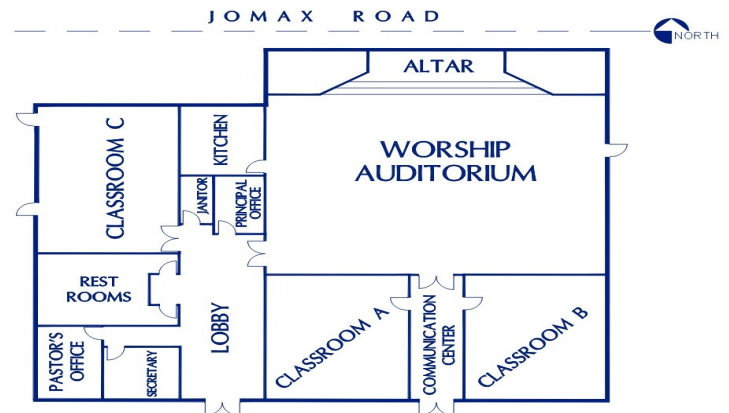 JOMAX ROAD
NORTH
ALTAR
WORSHIP
AUDITORIUM
CLASSROOM C
KITCHEN
JANITOR
PRINCIPAL
OFFICE
REST
ROOMS
LOBBY
PASTOR'S
OFFICE
SECRETARY
CLASSROOM A
COMMUNICATION
CENTER
CLASSROOM B